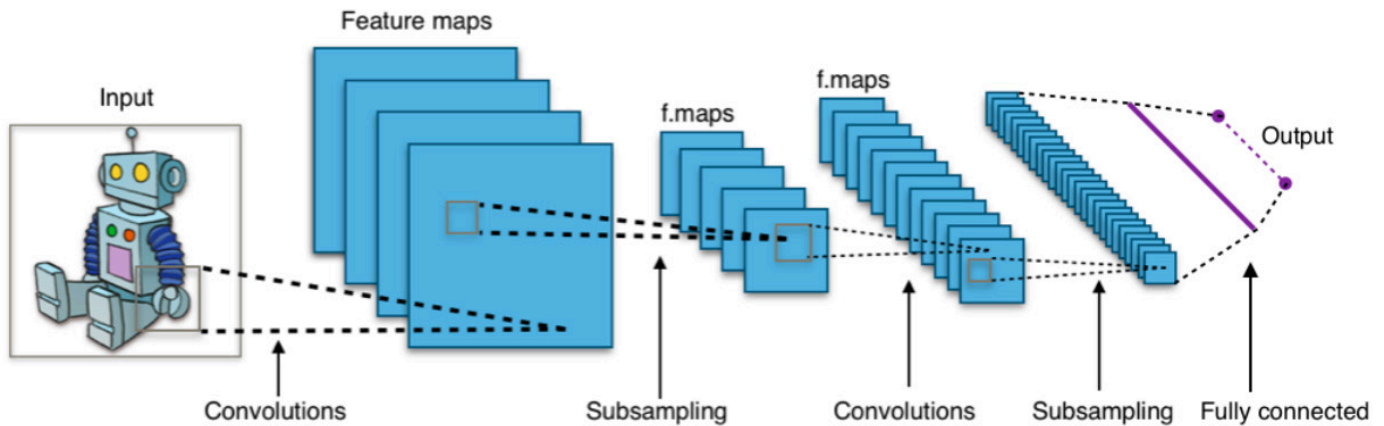 Feature maps
f.maps
Input
f.maps
Output
Convolutions
Subsampling
Convolutions
Subsampling
Fully connected